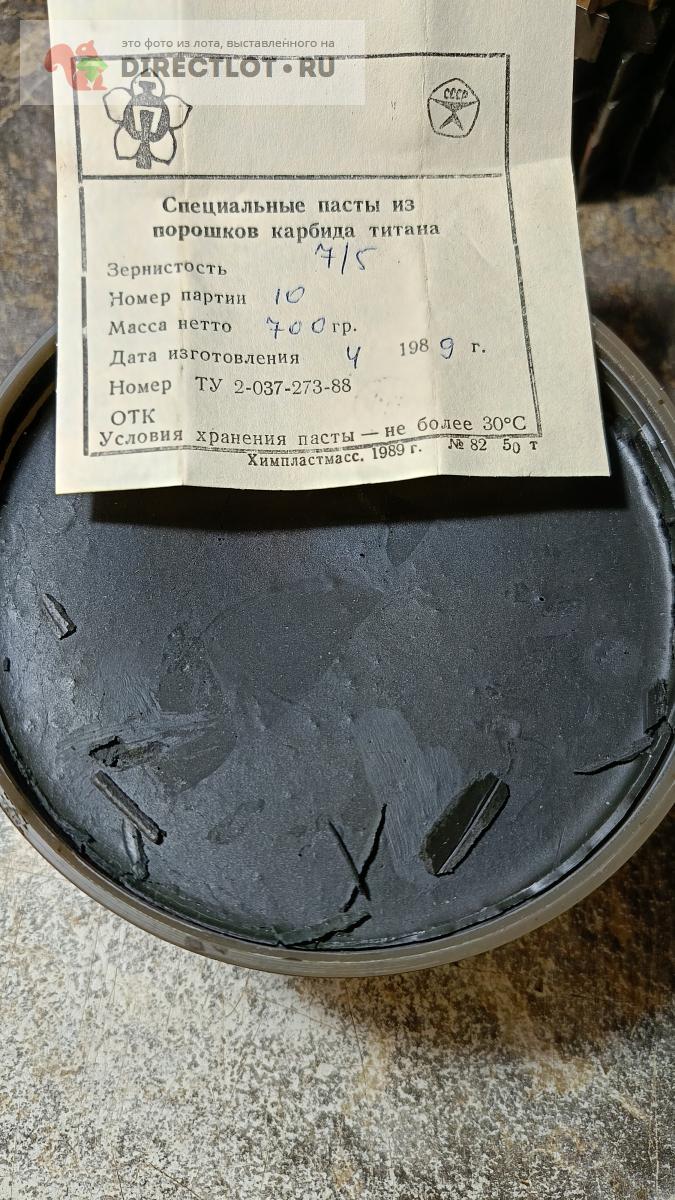 это фото из лота, выставленного на
DIRECTLOT•RU
П
СССР
Специальные пасты из
порошков карбида титана
Зернистость 7/5
Номер партии 10
Масса нетто 700 гр.
Дата изготовления 4 1989 г.
Номер ТУ 2-037-273-88
ОТК
Условия хранения пасты — не более 30°С
Химпластмасс. 1989 г. № 82 50 т